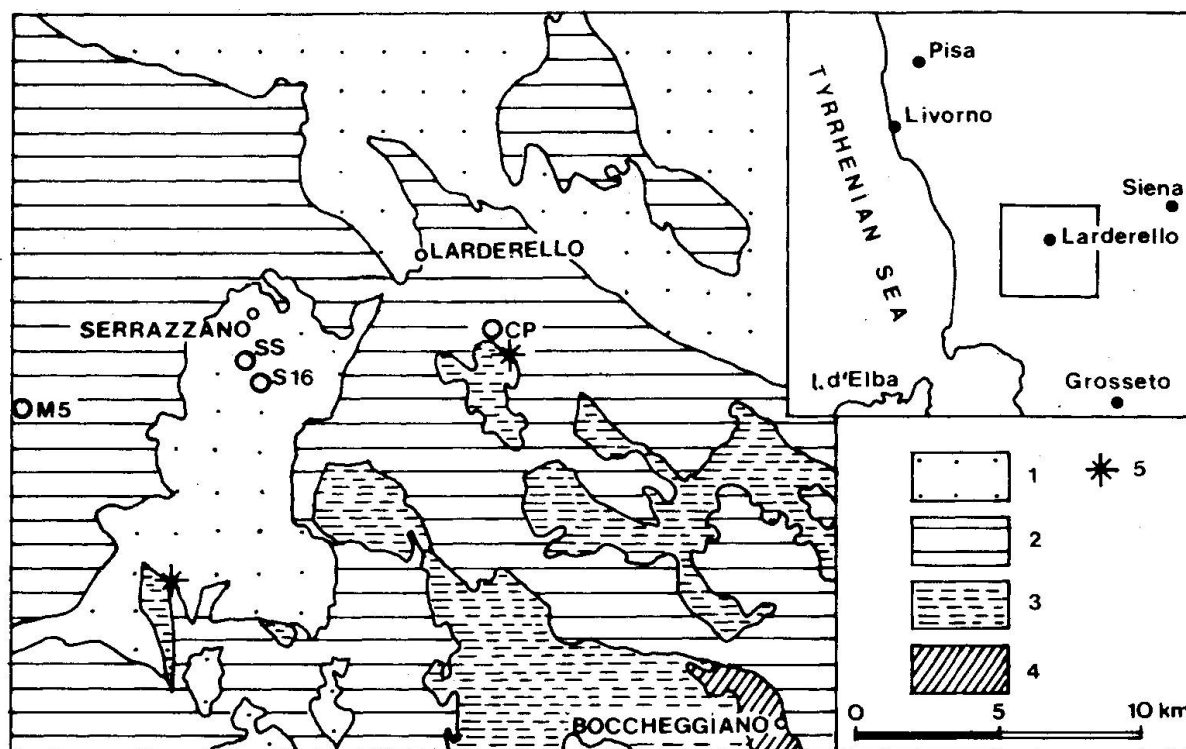 Pisa
Livorno
TYRRHENIAN SEA
Siena
Larderello
I. d'Elba
Grosseto
LARDERELLO
SERRAZZANO
CP
SS
S16
M5
BOCCHEGGIANO
1
5
2
3
4
0 5 10 km